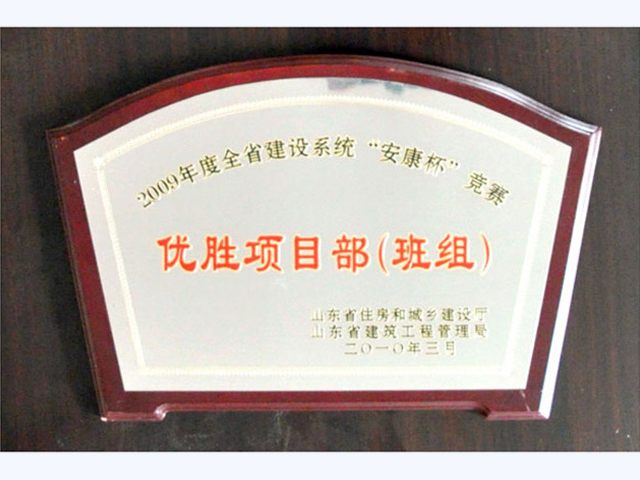 2009年度全省建设系统“安康杯”竞赛
优胜项目部(班组)
山东省住房和城乡建设厅
山东省建筑工程管理局
二〇一〇年三月